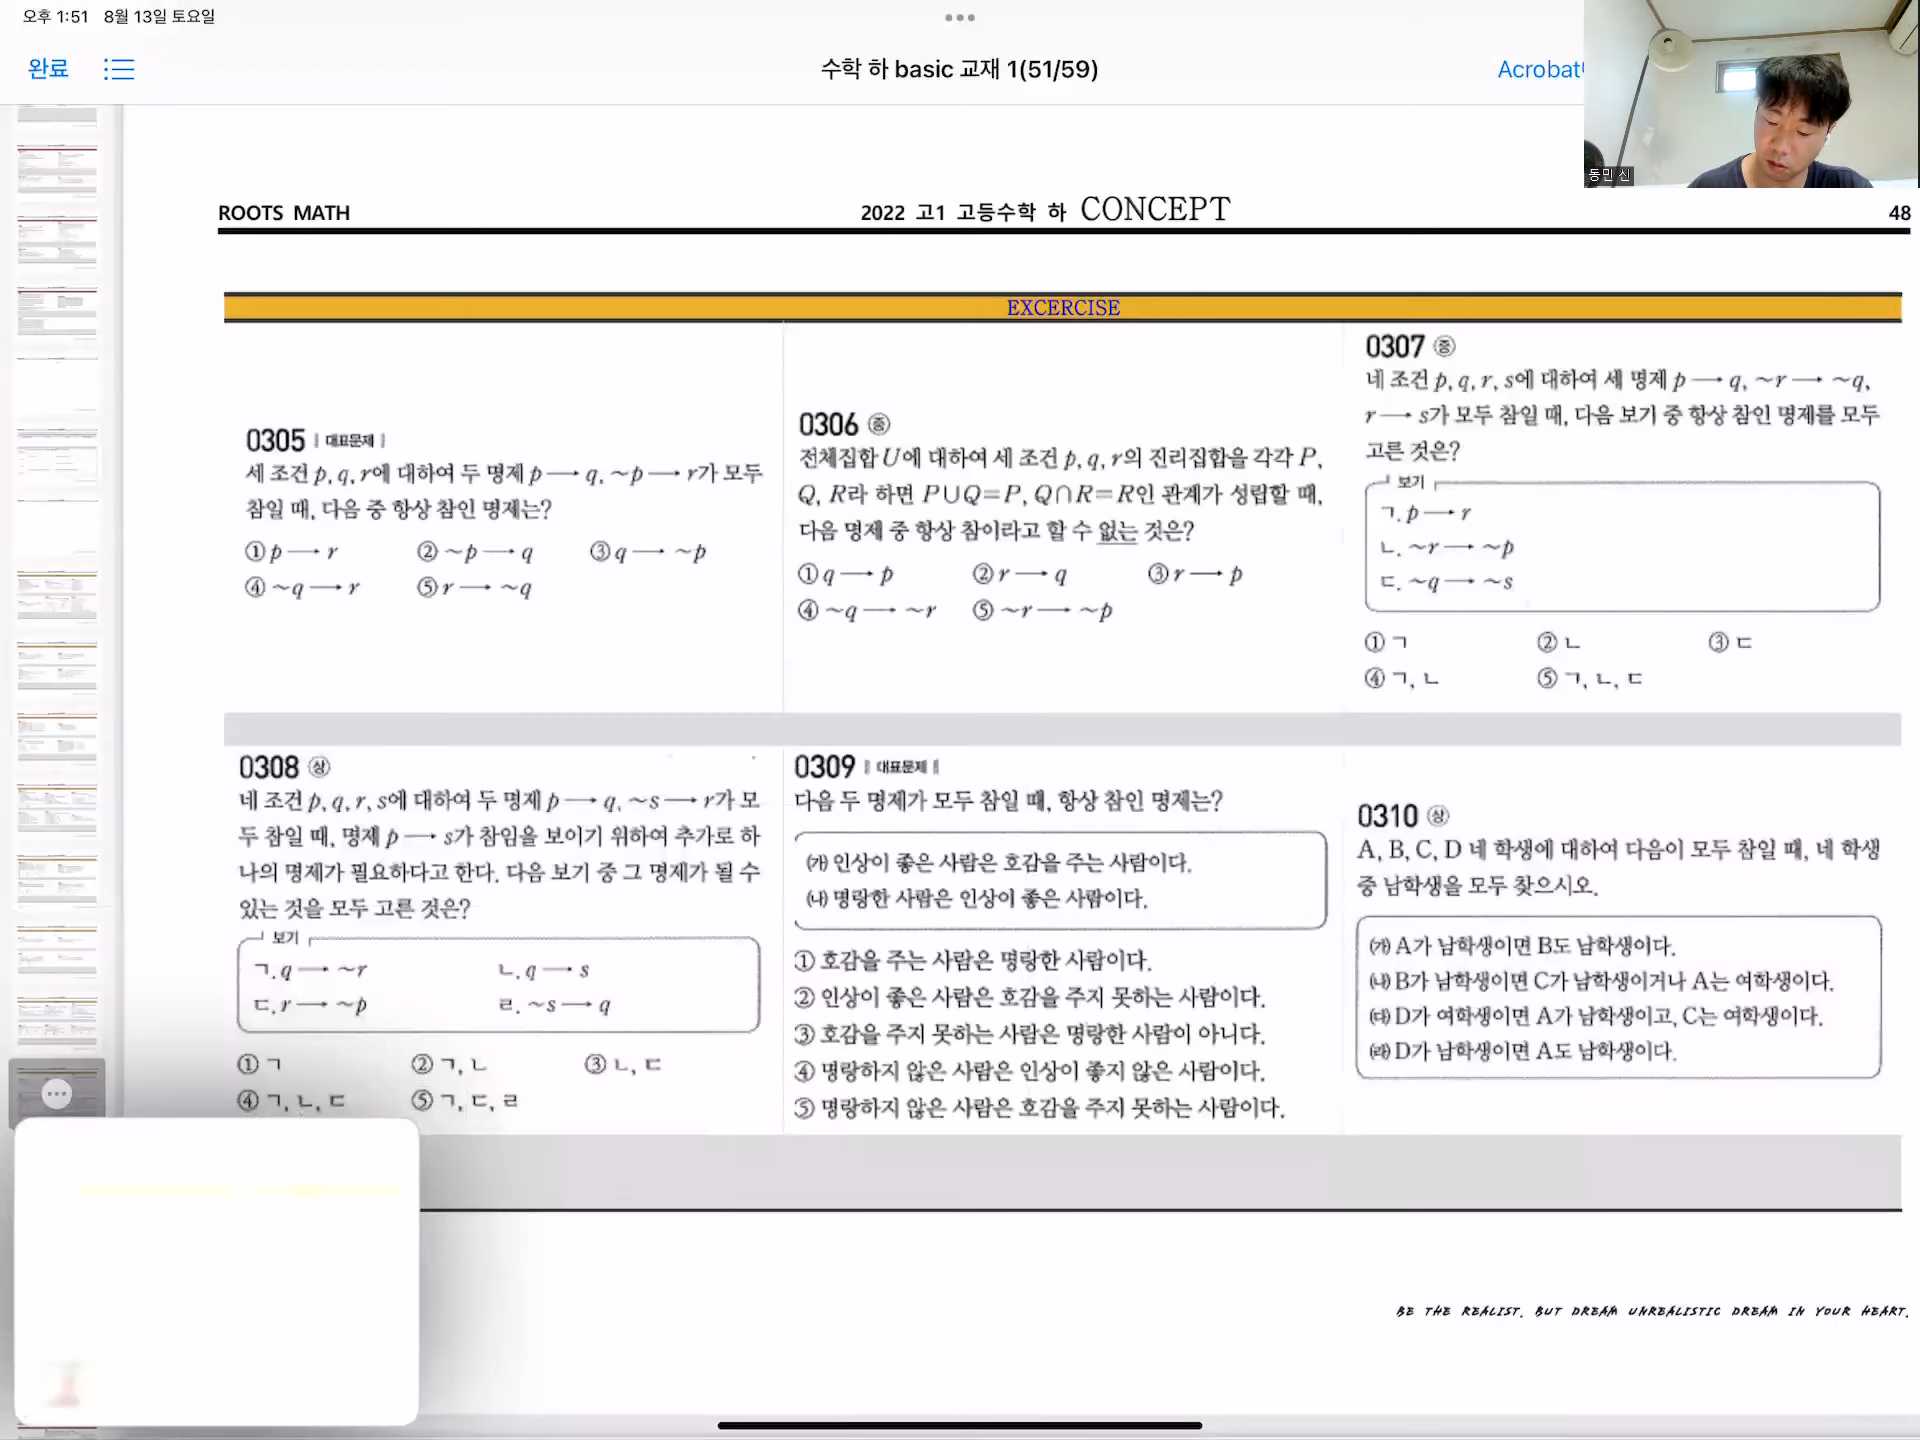 오후 1:51 8월 13일 토요일
완료
수학 하 basic 교재 1(51/59)
Acrobat
동민 신
ROOTS MATH
2022 고1 고등수학 하 CONCEPT
48
EXCERCISE
0305 대표문제
세 조건 p, q, r에 대하여 두 명제 p → q, ~p → r가 모두
참일 때, 다음 중 항상 참인 명제는?
① p → r ② ~p → q ③ q → ~p
④ ~q → r ⑤ r → ~q
0306 중
전체집합 U에 대하여 세 조건 p, q, r의 진리집합을 각각 P,
Q, R라 하면 P∪Q=P, Q∩R=R인 관계가 성립할 때,
다음 명제 중 항상 참이라고 할 수 없는 것은?
① q → p ② r → q ③ r → p
④ ~q → ~r ⑤ ~r → ~p
0307 중
네 조건 p, q, r, s에 대하여 세 명제 p → q, ~r → ~q,
r → s가 모두 참일 때, 다음 보기 중 항상 참인 명제를 모두
고른 것은?
보기
ㄱ. p → r
ㄴ. ~r → ~p
ㄷ. ~q → ~s
① ㄱ ② ㄴ ③ ㄷ
④ ㄱ, ㄴ ⑤ ㄱ, ㄴ, ㄷ
0308 상
네 조건 p, q, r, s에 대하여 두 명제 p → q, ~s → r가 모
두 참일 때, 명제 p → s가 참임을 보이기 위하여 추가로 하
나의 명제가 필요하다고 한다. 다음 보기 중 그 명제가 될 수
있는 것을 모두 고른 것은?
보기
ㄱ. q → ~r ㄴ. q → s
ㄷ. r → ~p ㄹ. ~s → q
① ㄱ ② ㄱ, ㄴ ③ ㄴ, ㄷ
④ ㄱ, ㄴ, ㄷ ⑤ ㄱ, ㄷ, ㄹ
0309 대표문제
다음 두 명제가 모두 참일 때, 항상 참인 명제는?
㈎ 인상이 좋은 사람은 호감을 주는 사람이다.
㈏ 명랑한 사람은 인상이 좋은 사람이다.
① 호감을 주는 사람은 명랑한 사람이다.
② 인상이 좋은 사람은 호감을 주지 못하는 사람이다.
③ 호감을 주지 못하는 사람은 명랑한 사람이 아니다.
④ 명랑하지 않은 사람은 인상이 좋지 않은 사람이다.
⑤ 명랑하지 않은 사람은 호감을 주지 못하는 사람이다.
0310 상
A, B, C, D 네 학생에 대하여 다음이 모두 참일 때, 네 학생
중 남학생을 모두 찾으시오.
㈎ A가 남학생이면 B도 남학생이다.
㈏ B가 남학생이면 C가 남학생이거나 A는 여학생이다.
㈐ D가 여학생이면 A가 남학생이고, C는 여학생이다.
㈑ D가 남학생이면 A도 남학생이다.
BE THE REALIST. BUT DREAM UNREALISTIC DREAM IN YOUR HEART.